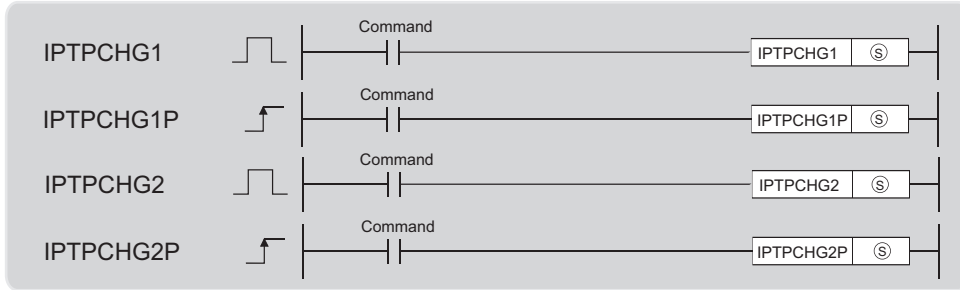 Command
IPTPCHG1 IPTPCHG1 Ⓢ
Command
IPTPCHG1P IPTPCHG1P Ⓢ
Command
IPTPCHG2 IPTPCHG2 Ⓢ
Command
IPTPCHG2P IPTPCHG2P Ⓢ